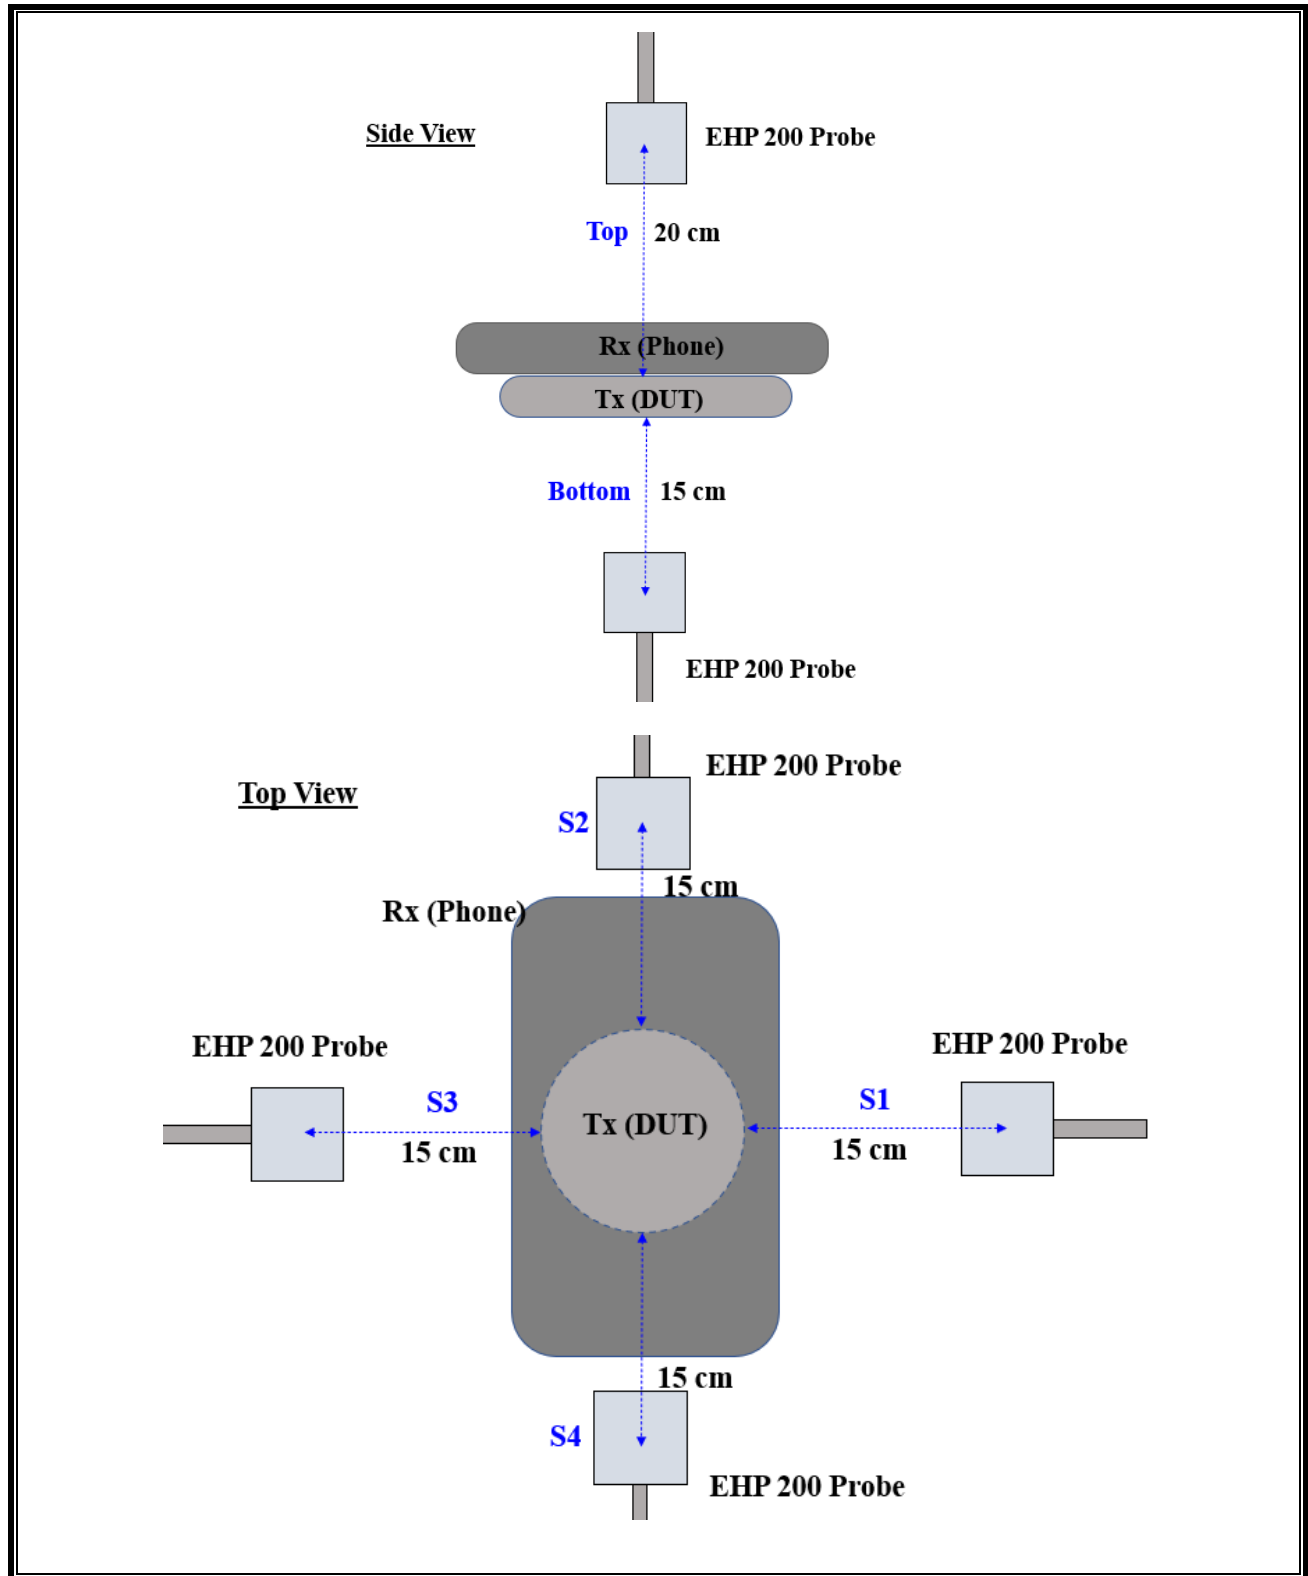 Side View
EHP 200 Probe
Top 20 cm
Rx (Phone)
Tx (DUT)
Bottom 15 cm
EHP 200 Probe
EHP 200 Probe
Top View
S2
15 cm
Rx (Phone)
EHP 200 Probe
EHP 200 Probe
S3
S1
Tx (DUT)
15 cm
15 cm
15 cm
S4
EHP 200 Probe